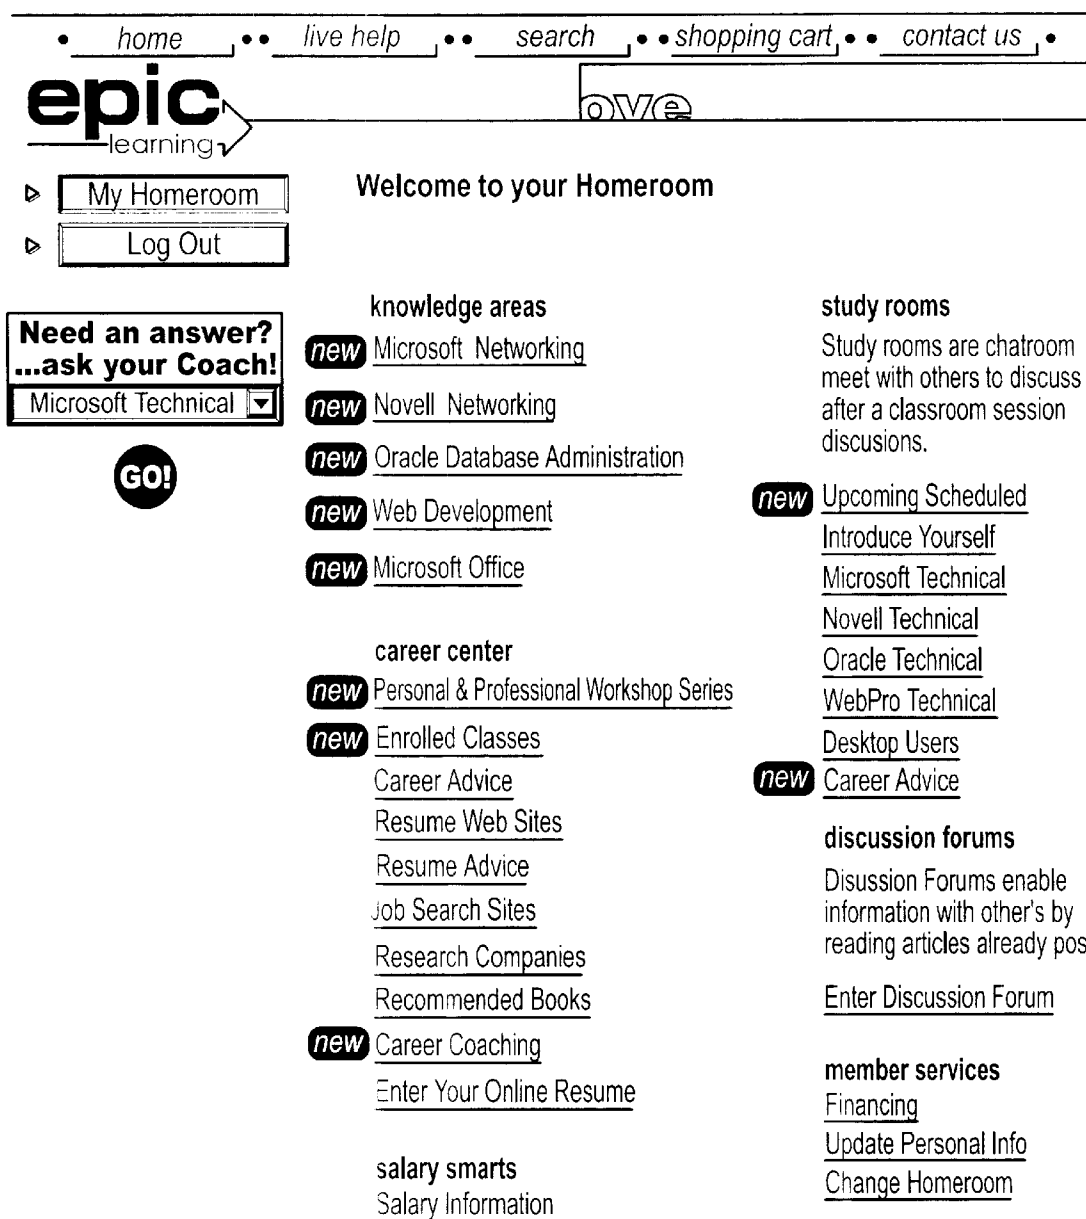 home
live help
search
shopping cart
contact us
epic
learning
ove
My Homeroom
Log Out
Need an answer?
...ask your Coach!
Microsoft Technical
GO!
Welcome to your Homeroom
knowledge areas
new Microsoft Networking
new Novell Networking
new Oracle Database Administration
new Web Development
new Microsoft Office
career center
new Personal & Professional Workshop Series
new Enrolled Classes
Career Advice
Resume Web Sites
Resume Advice
Job Search Sites
Research Companies
Recommended Books
new Career Coaching
Enter Your Online Resume
salary smarts
Salary Information
study rooms
Study rooms are chatroom
meet with others to discuss
after a classroom session
discusions.
new Upcoming Scheduled
Introduce Yourself
Microsoft Technical
Novell Technical
Oracle Technical
WebPro Technical
Desktop Users
new Career Advice
discussion forums
Disussion Forums enable
information with other's by
reading articles already pos
Enter Discussion Forum
member services
Financing
Update Personal Info
Change Homeroom